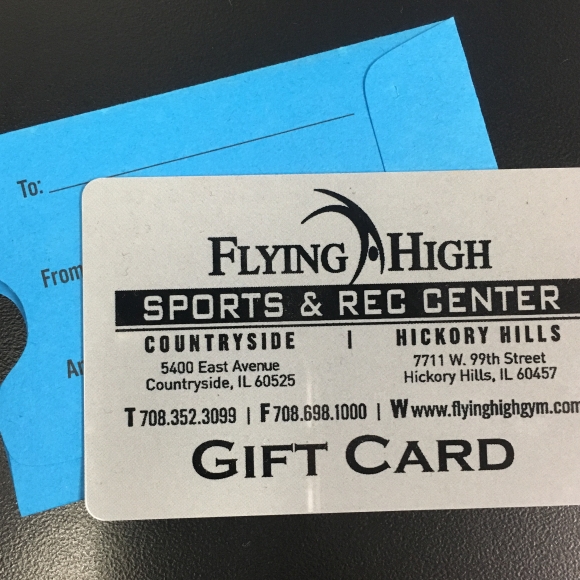 To:
From
FLYING HIGH
SPORTS & REC CENTER
COUNTRYSIDE | HICKORY HILLS
5400 East Avenue
Countryside, IL 60525
7711 W. 99th Street
Hickory Hills, IL 60457
T 708.352.3099 | F 708.698.1000 | W www.flyinghighgym.com
GIFT CARD